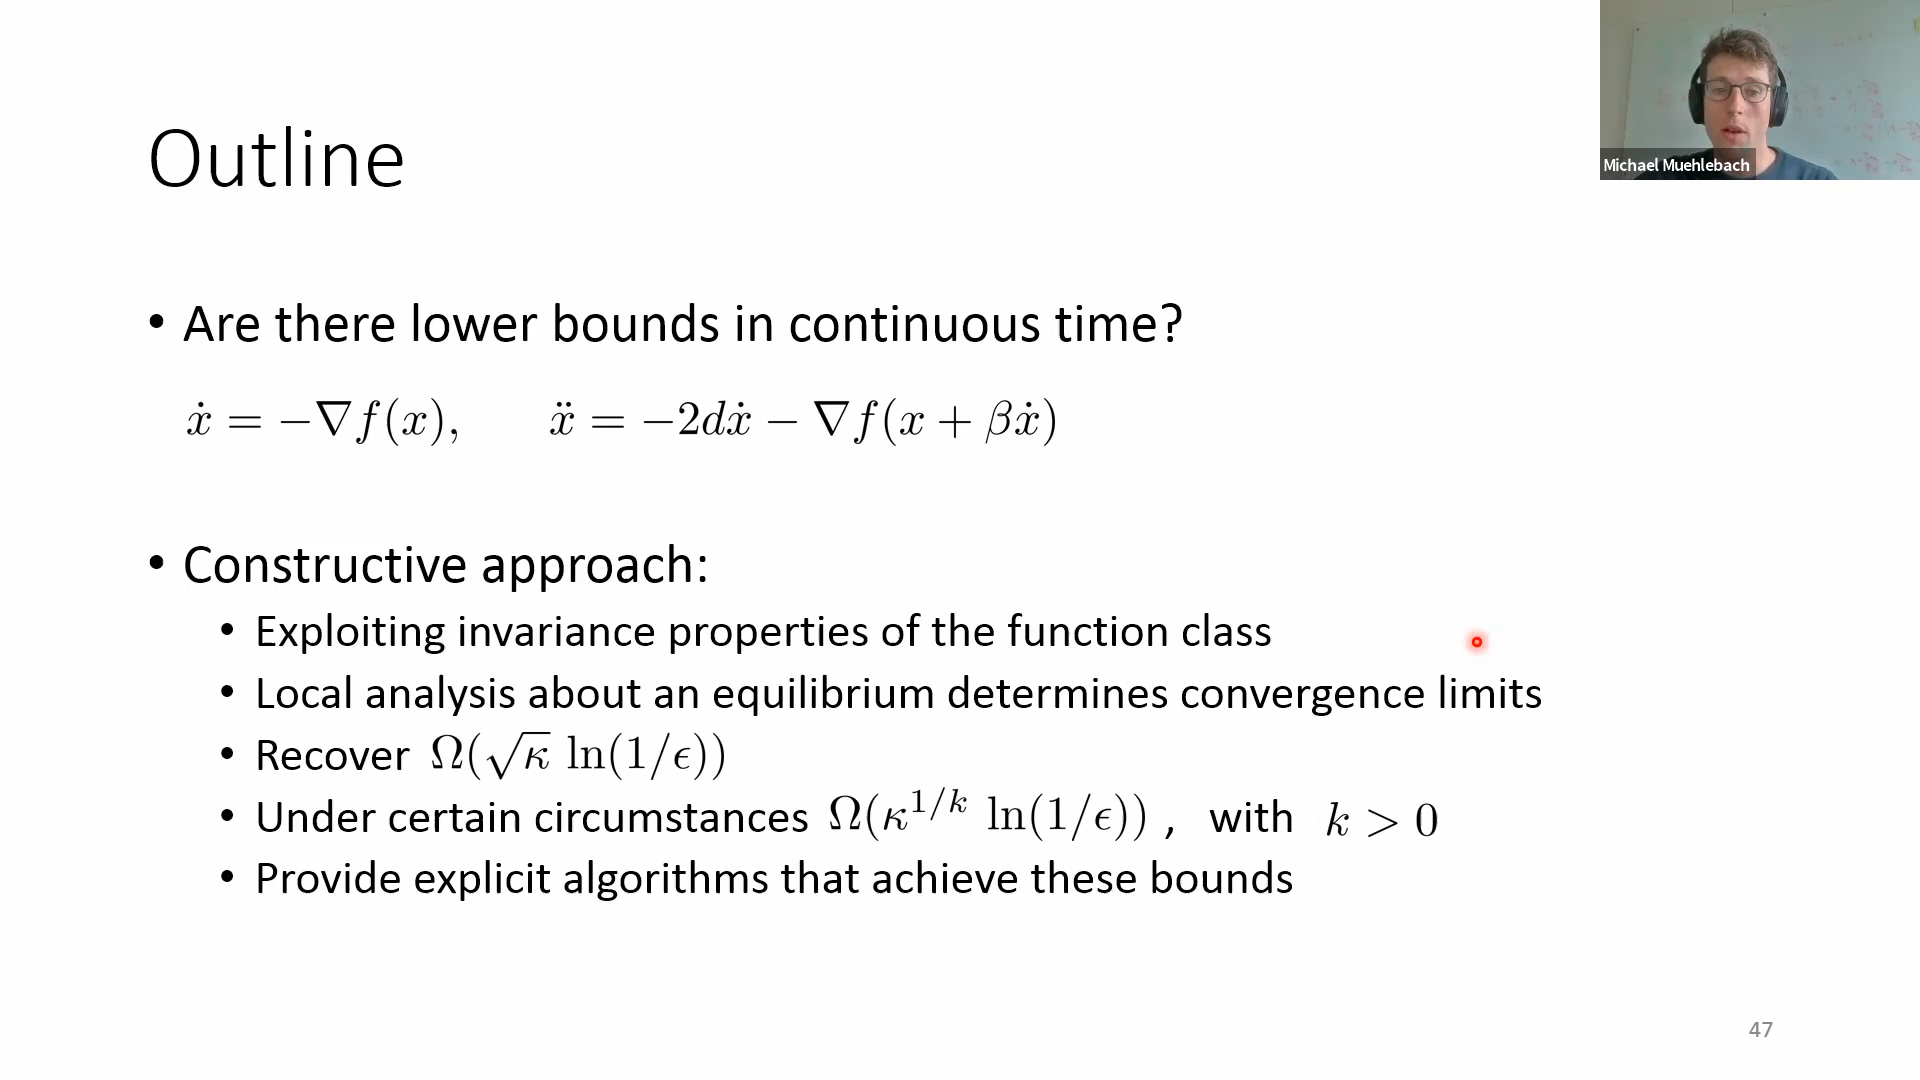 Michael Muehlebach
Outline
• Are there lower bounds in continuous time?
ẋ = −∇f(x),   ẍ = −2dẋ − ∇f(x + βẋ)
• Constructive approach:
• Exploiting invariance properties of the function class
• Local analysis about an equilibrium determines convergence limits
• Recover Ω(√κ ln(1/ϵ))
• Under certain circumstances Ω(κ^{1/k} ln(1/ϵ)) , with k > 0
• Provide explicit algorithms that achieve these bounds
47